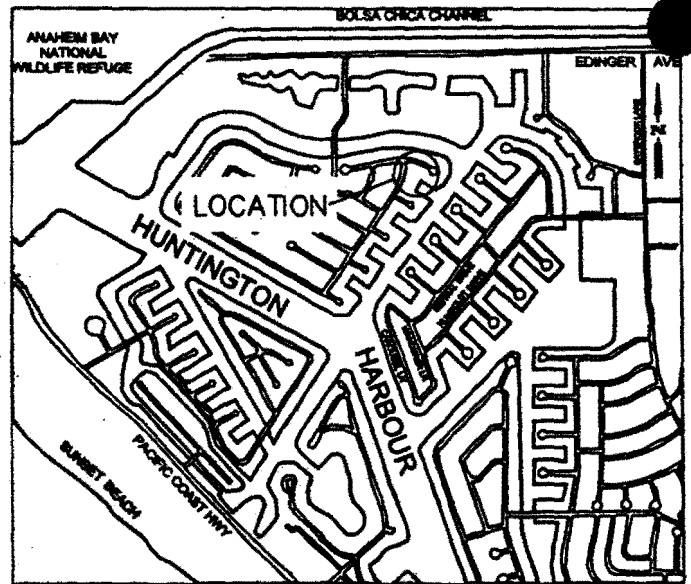 BOLSA CHICA CHANNEL
ANAHEIM BAY
NATIONAL
WILDLIFE REFUGE
EDINGER AVE
LOCATION
HUNTINGTON
HARBOUR
SUNSET BEACH
PACIFIC COAST HWY